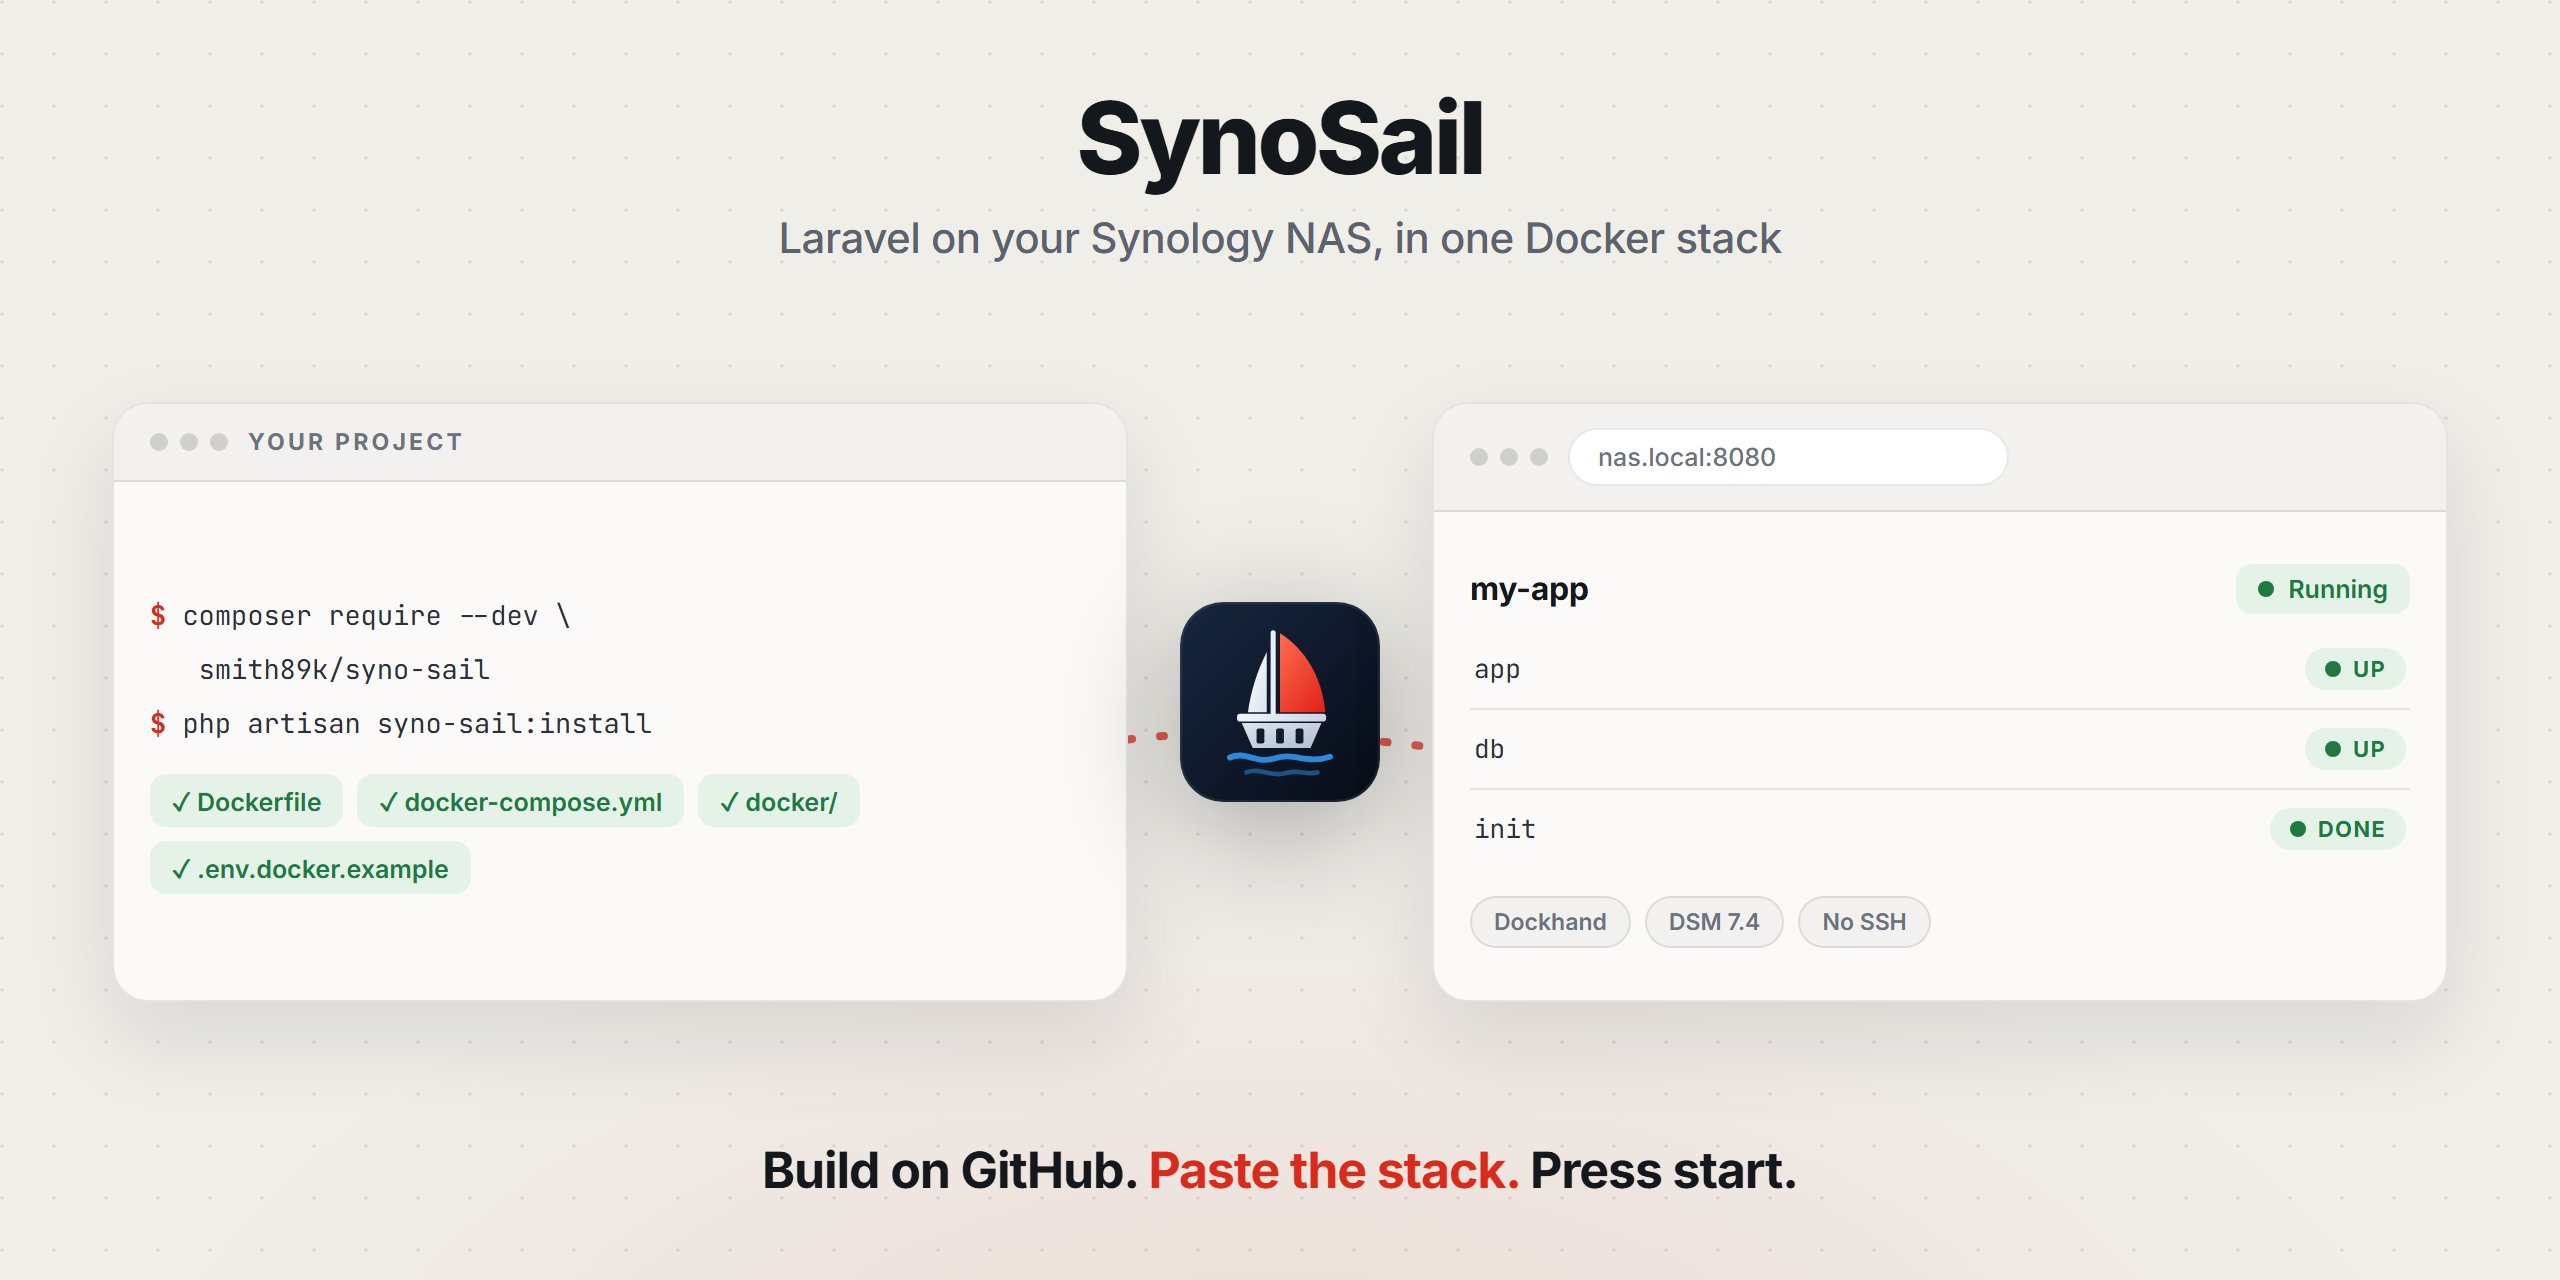 SynoSail
Laravel on your Synology NAS, in one Docker stack
YOUR PROJECT
$ composer require --dev \
smith89k/syno-sail
$ php artisan syno-sail:install
✓ Dockerfile ✓ docker-compose.yml ✓ docker/
✓ .env.docker.example
nas.local:8080
my-app Running
app UP
db UP
init DONE
Dockhand DSM 7.4 No SSH
Build on GitHub. Paste the stack. Press start.